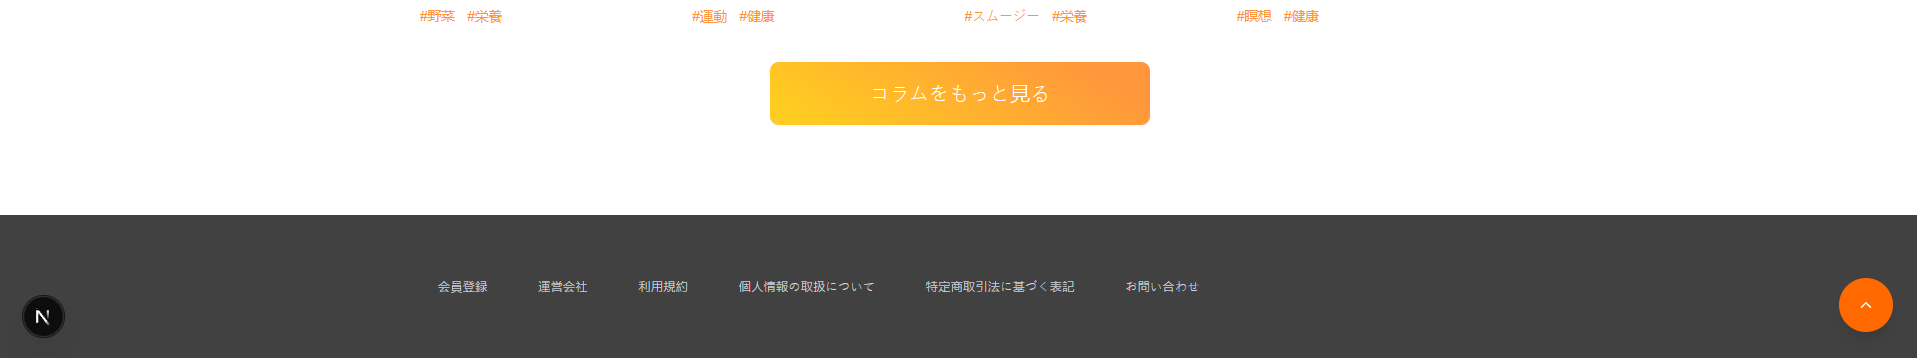 #野菜 #栄養 #運動 #健康 #スムージー #栄養 #瞑想 #健康
コラムをもっと見る
会員登録 運営会社 利用規約 個人情報の取扱について 特定商取引法に基づく表記 お問い合わせ
N